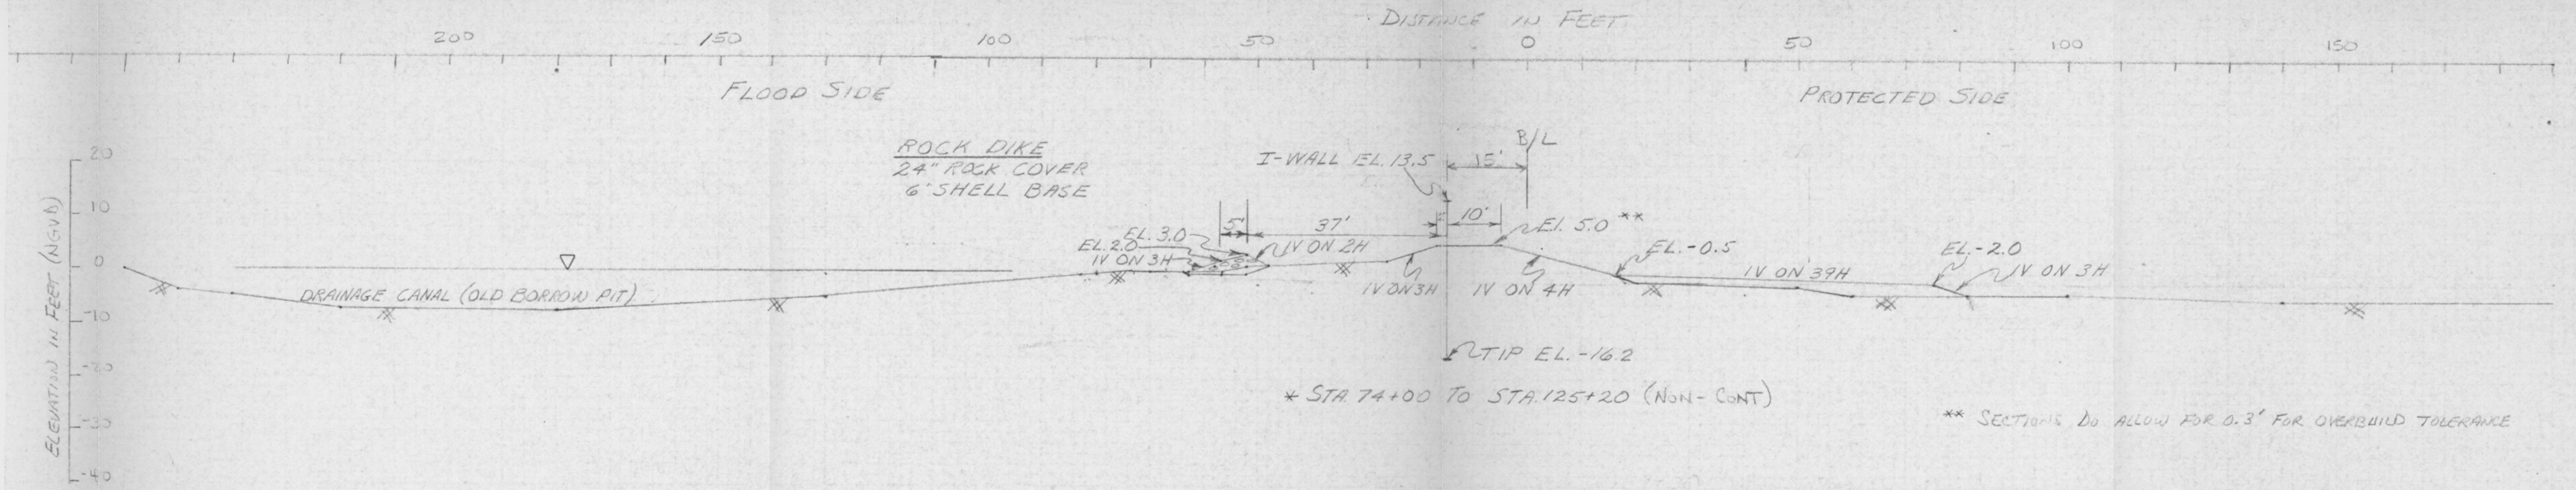 DISTANCE IN FEET
200 150 100 50 0 50 100 150
FLOOD SIDE
PROTECTED SIDE
ROCK DIKE
24" ROCK COVER
6" SHELL BASE
B/L
I-WALL EL. 13.5
15'
5'
37'
10'
El. 5.0 **
EL. 3.0
EL. 2.0
1V ON 3H
1V ON 2H
1V ON 3H
1V ON 4H
EL. -0.5
1V ON 39H
EL. -2.0
1V ON 3H
DRAINAGE CANAL (OLD BORROW PIT)
TIP EL. -16.2
* STA. 74+00 TO STA. 125+20 (NON-CONT)
** SECTIONS DO ALLOW FOR 0.3' FOR OVERBUILD TOLERANCE
ELEVATION IN FEET (NGVD)
20
10
0
-10
-20
-30
-40